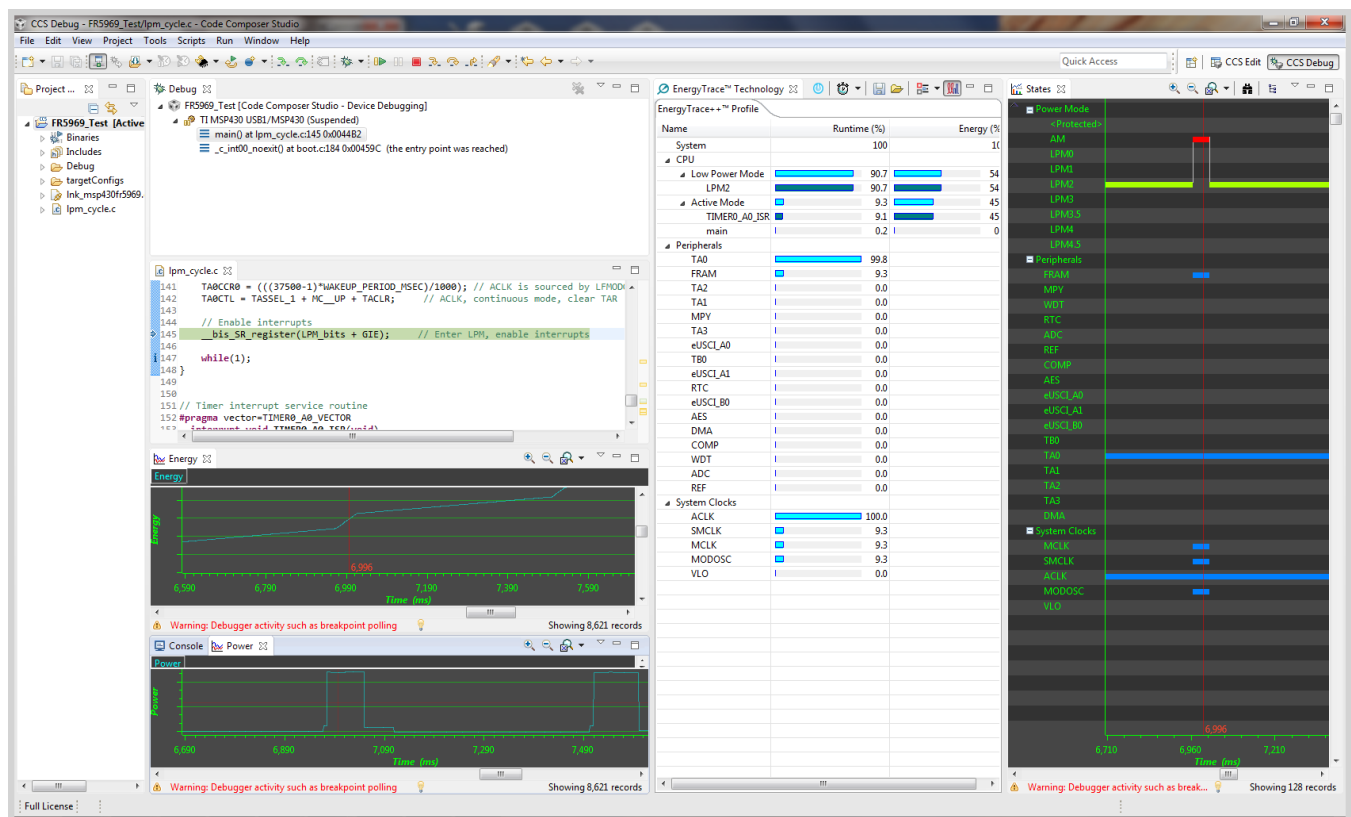 CCS Debug - FR5969_Test/lpm_cycle.c - Code Composer Studio
File Edit View Project Tools Scripts Run Window Help
Quick Access
CCS Edit
CCS Debug
Project ...
FR5969_Test [Active
Binaries
Includes
Debug
targetConfigs
lnk_msp430fr5969.
lpm_cycle.c
Debug
FR5969_Test [Code Composer Studio - Device Debugging]
TI MSP430 USB1/MSP430 (Suspended)
main() at lpm_cycle.c:145 0x0044B2
_c_int00_noexit() at boot.c:184 0x00459C (the entry point was reached)
lpm_cycle.c
141 TA0CCR0 = (((37500-1)*WAKEUP_PERIOD_MSEC)/1000); // ACLK is sourced by LFMOD
142 TA0CTL = TASSEL_1 + MC__UP + TACLR; // ACLK, continuous mode, clear TAR
143
144 // Enable interrupts
145 __bis_SR_register(LPM_bits + GIE); // Enter LPM, enable interrupts
146
147 while(1);
148 }
149
150
151 // Timer interrupt service routine
152 #pragma vector=TIMER0_A0_VECTOR
153 __interrupt void TIMER0_A0_ISR(void)
Energy
Energy
Energy
6,996
6,590 6,790 6,990 7,190 7,390 7,590
Time (ms)
Warning: Debugger activity such as breakpoint polling
Showing 8,621 records
Console
Power
Power
Power
6,690 6,890 7,090 7,290 7,490
Time (ms)
Warning: Debugger activity such as breakpoint polling
Showing 8,621 records
EnergyTrace™ Technology
EnergyTrace++™ Profile
Name Runtime (%) Energy (%
System 100 10
CPU
Low Power Mode 90.7 54
LPM2 90.7 54
Active Mode 9.3 45
TIMER0_A0_ISR 9.1 45
main 0.2 0
Peripherals
TA0 99.8
FRAM 9.3
TA2 0.0
TA1 0.0
MPY 0.0
TA3 0.0
eUSCI_A0 0.0
TB0 0.0
eUSCI_A1 0.0
RTC 0.0
eUSCI_B0 0.0
AES 0.0
DMA 0.0
COMP 0.0
WDT 0.0
ADC 0.0
REF 0.0
System Clocks
ACLK 100.0
SMCLK 9.3
MCLK 9.3
MODOSC 9.3
VLO 0.0
States
Power Mode
<Protected>
AM
LPM0
LPM1
LPM2
LPM3
LPM3.5
LPM4
LPM4.5
Peripherals
FRAM
MPY
WDT
RTC
ADC
REF
COMP
AES
eUSCI_A0
eUSCI_A1
eUSCI_B0
TB0
TA0
TA1
TA2
TA3
DMA
System Clocks
MCLK
SMCLK
ACLK
MODOSC
VLO
6,996
6,710 6,960 7,210
Time (ms)
Warning: Debugger activity such as break...
Showing 128 records
Full License